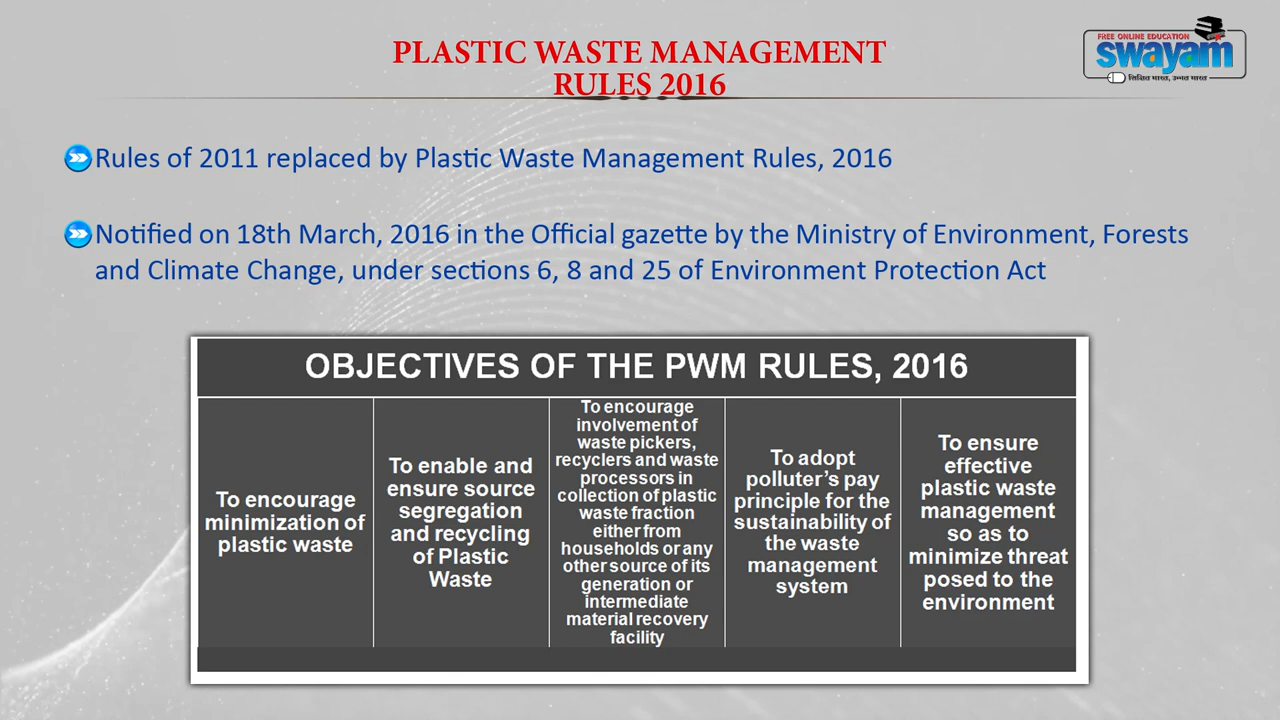 PLASTIC WASTE MANAGEMENT
RULES 2016
FREE ONLINE EDUCATION
swayam
शिक्षित भारत, उन्नत भारत
Rules of 2011 replaced by Plastic Waste Management Rules, 2016
Notified on 18th March, 2016 in the Official gazette by the Ministry of Environment, Forests
and Climate Change, under sections 6, 8 and 25 of Environment Protection Act
OBJECTIVES OF THE PWM RULES, 2016
To encourage
minimization of
plastic waste
To enable and
ensure source
segregation
and recycling
of Plastic
Waste
To encourage
involvement of
waste pickers,
recyclers and waste
processors in
collection of plastic
waste fraction
either from
households or any
other source of its
generation or
intermediate
material recovery
facility
To adopt
polluter's pay
principle for the
sustainability of
the waste
management
system
To ensure
effective
plastic waste
management
so as to
minimize threat
posed to the
environment